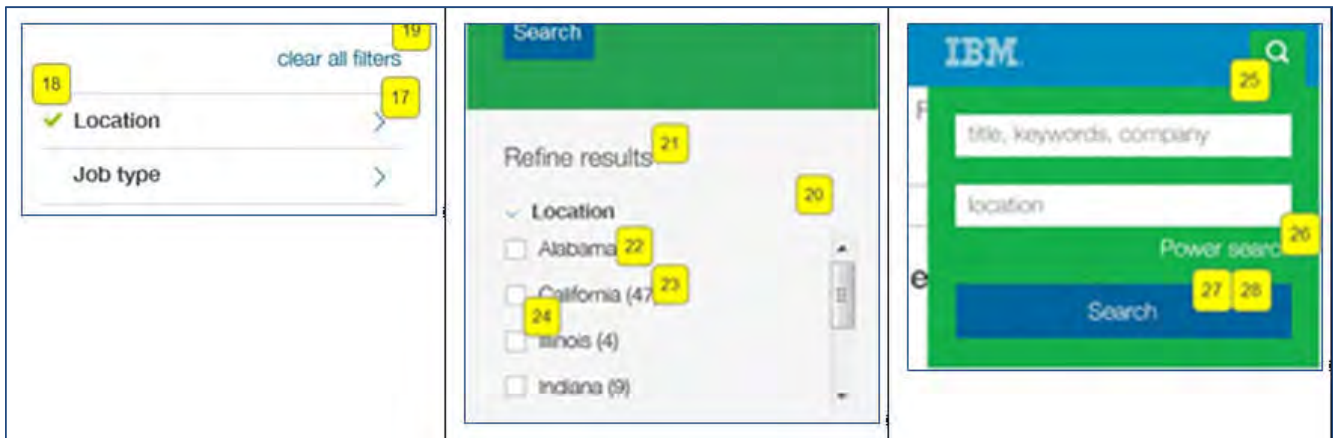 19
clear all filters
18
17
Location
Job type
Search
21
Refine results
20
Location
Alabama 22
California (47 23
24
Illinois (4)
Indiana (9)
IBM
25
title, keywords, company
location
26
Power search
27 28
Search
e